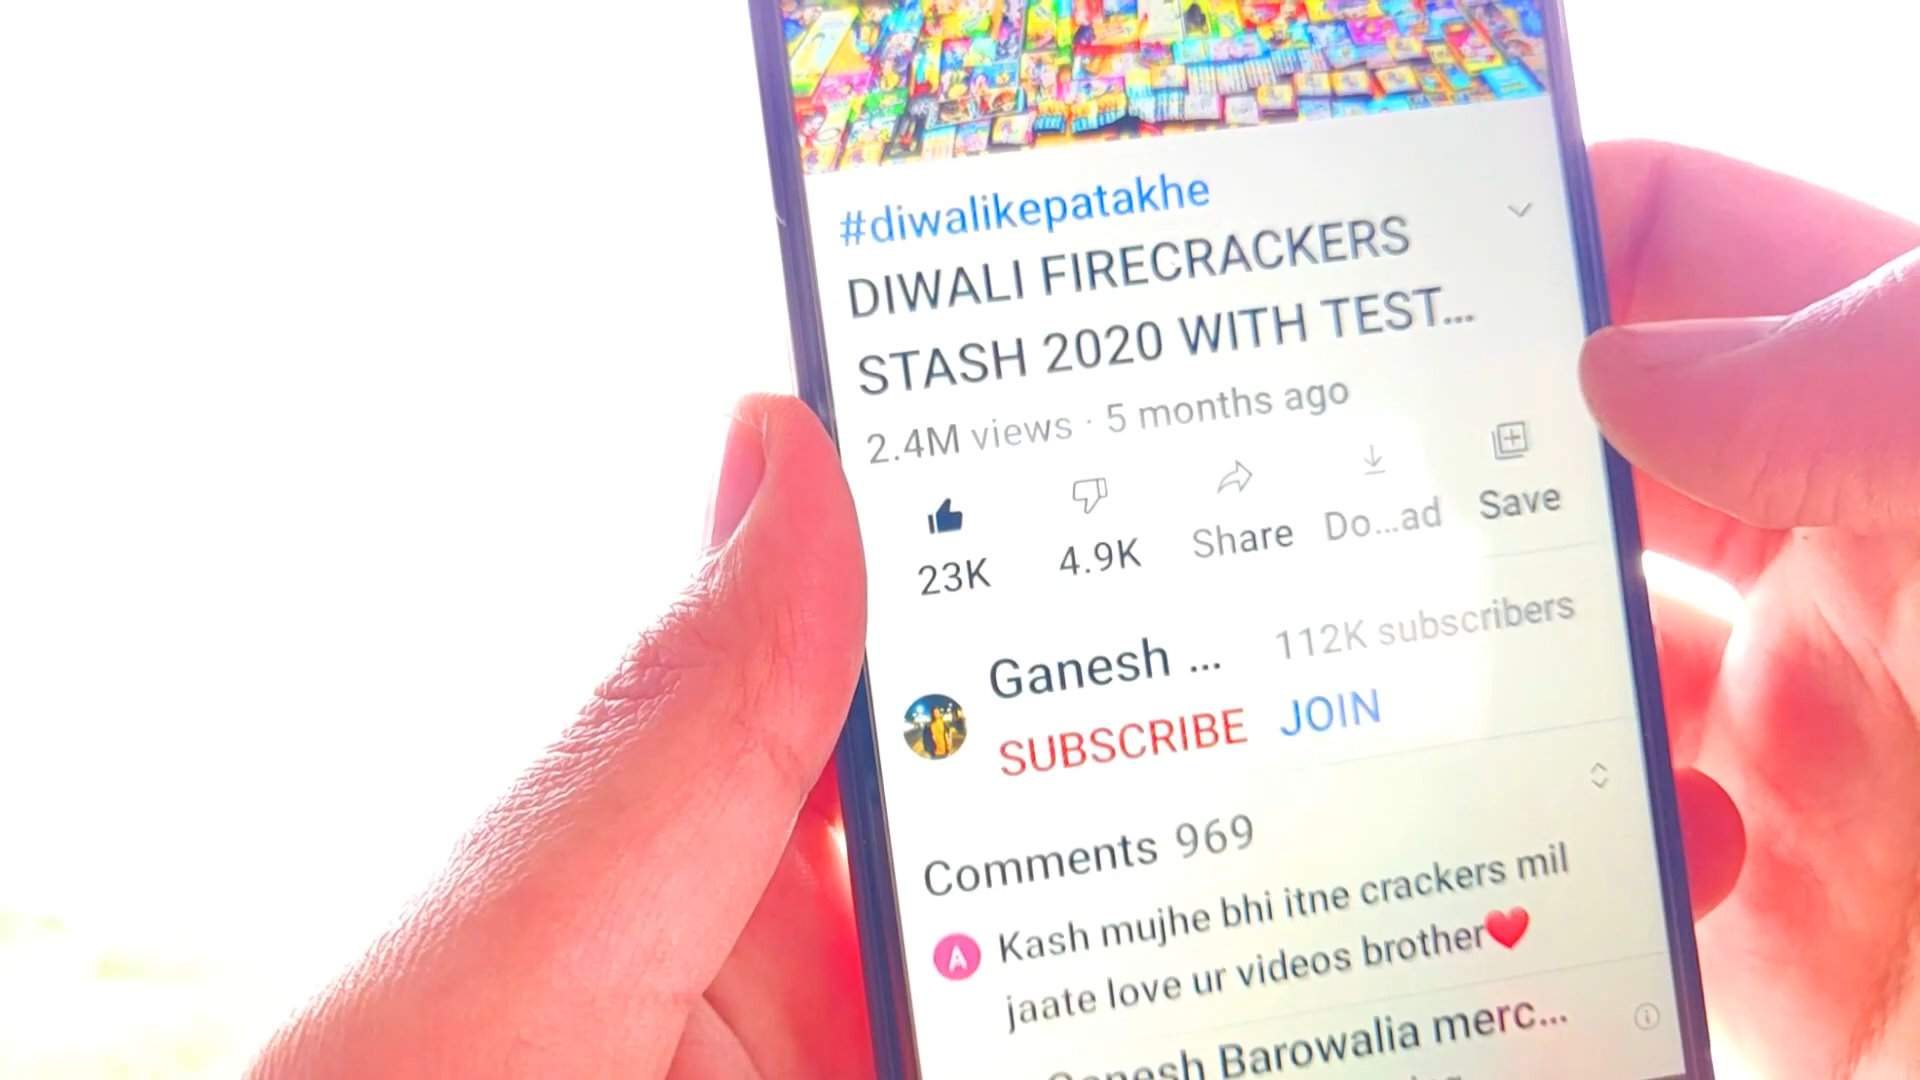 #diwalikepatakhe
DIWALI FIRECRACKERS
STASH 2020 WITH TEST...
2.4M views · 5 months ago
23K 4.9K Share Do...ad Save
Ganesh ... 112K subscribers
SUBSCRIBE JOIN
Comments 969
A Kash mujhe bhi itne crackers mil
jaate love ur videos brother❤️
Barowalia merc...